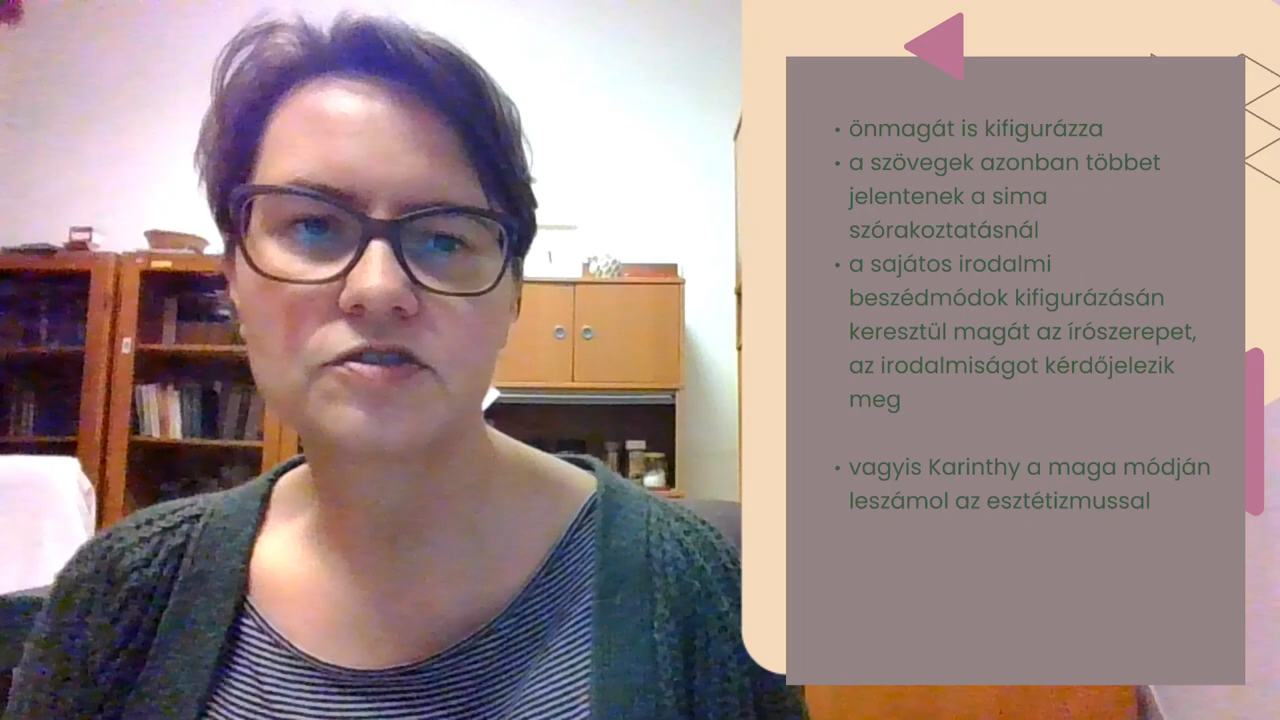 • önmagát is kifigurázza
• a szövegek azonban többet
jelentenek a sima
szórakoztatásnál
• a sajátos irodalmi
beszédmódok kifigurázásán
keresztül magát az írószerepet,
az irodalmiságot kérdőjelezik
meg
• vagyis Karinthy a maga módján
leszámol az esztétizmussal